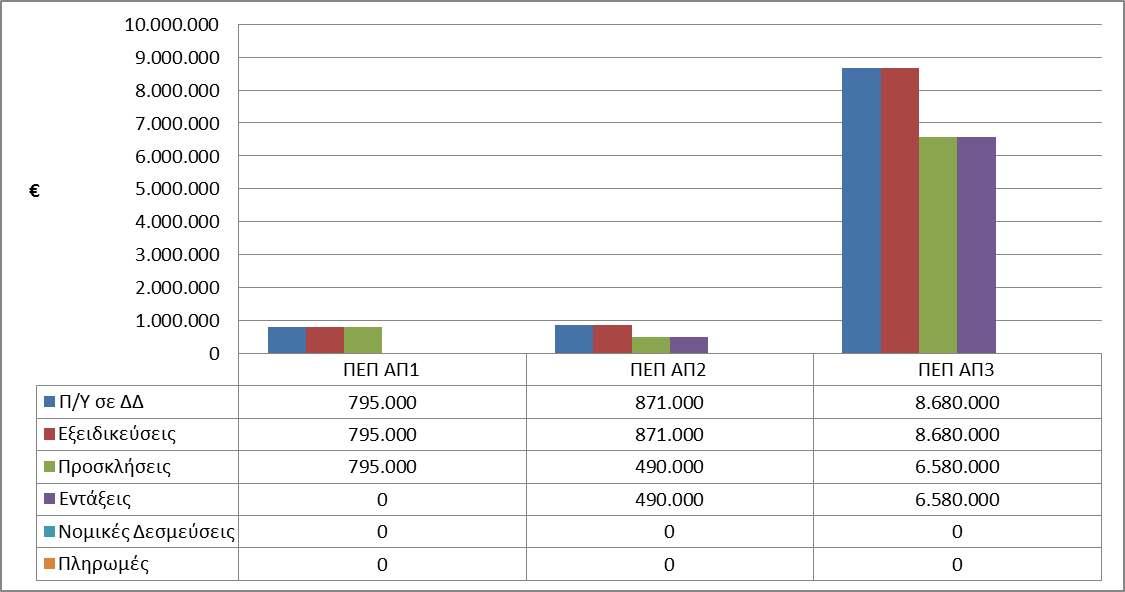 10.000.000
9.000.000
8.000.000
7.000.000
6.000.000
5.000.000
4.000.000
3.000.000
2.000.000
1.000.000
0
€
ΠΕΠ ΑΠ1 ΠΕΠ ΑΠ2 ΠΕΠ ΑΠ3
Π/Υ σε ΔΔ 795.000 871.000 8.680.000
Εξειδικεύσεις 795.000 871.000 8.680.000
Προσκλήσεις 795.000 490.000 6.580.000
Εντάξεις 0 490.000 6.580.000
Νομικές Δεσμεύσεις 0 0 0
Πληρωμές 0 0 0